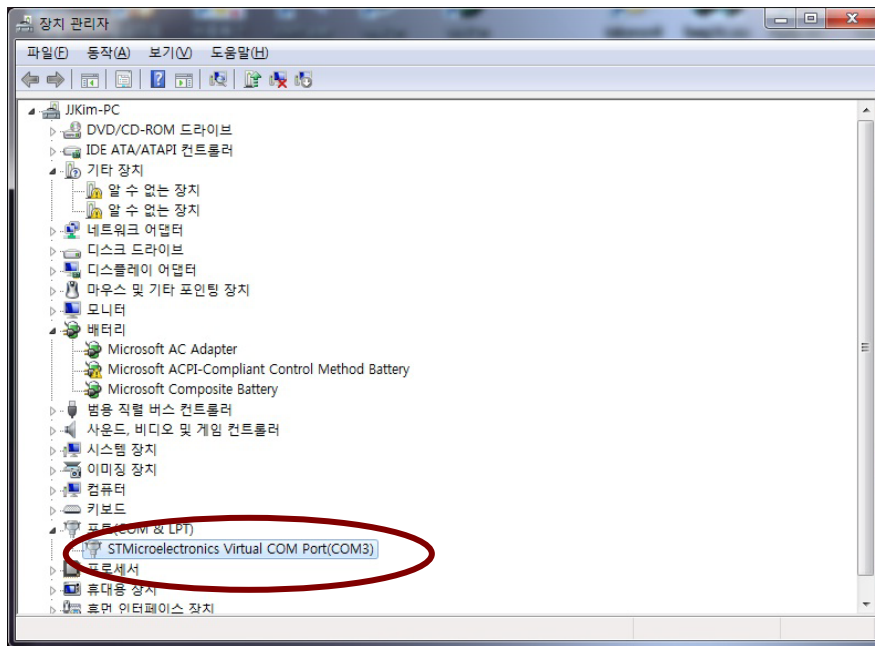 장치 관리자
파일(F) 동작(A) 보기(V) 도움말(H)
JJKim-PC
DVD/CD-ROM 드라이브
IDE ATA/ATAPI 컨트롤러
기타 장치
알 수 없는 장치
알 수 없는 장치
네트워크 어댑터
디스크 드라이브
디스플레이 어댑터
마우스 및 기타 포인팅 장치
모니터
배터리
Microsoft AC Adapter
Microsoft ACPI-Compliant Control Method Battery
Microsoft Composite Battery
범용 직렬 버스 컨트롤러
사운드, 비디오 및 게임 컨트롤러
시스템 장치
이미징 장치
컴퓨터
키보드
포트(COM & LPT)
STMicroelectronics Virtual COM Port(COM3)
프로세서
휴대용 장치
휴먼 인터페이스 장치